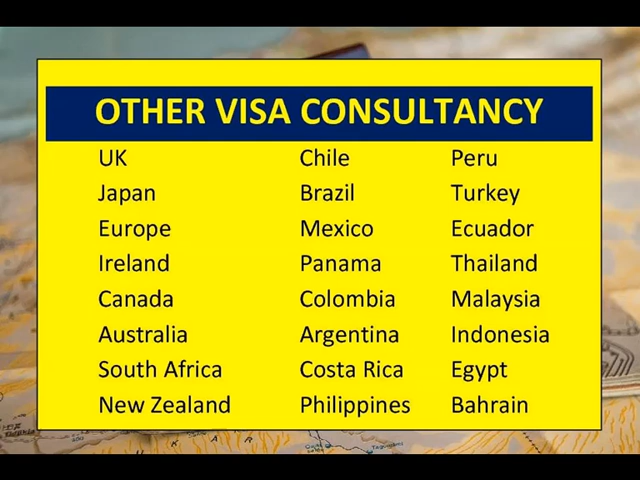 OTHER VISA CONSULTANCY
UK Chile Peru
Japan Brazil Turkey
Europe Mexico Ecuador
Ireland Panama Thailand
Canada Colombia Malaysia
Australia Argentina Indonesia
South Africa Costa Rica Egypt
New Zealand Philippines Bahrain